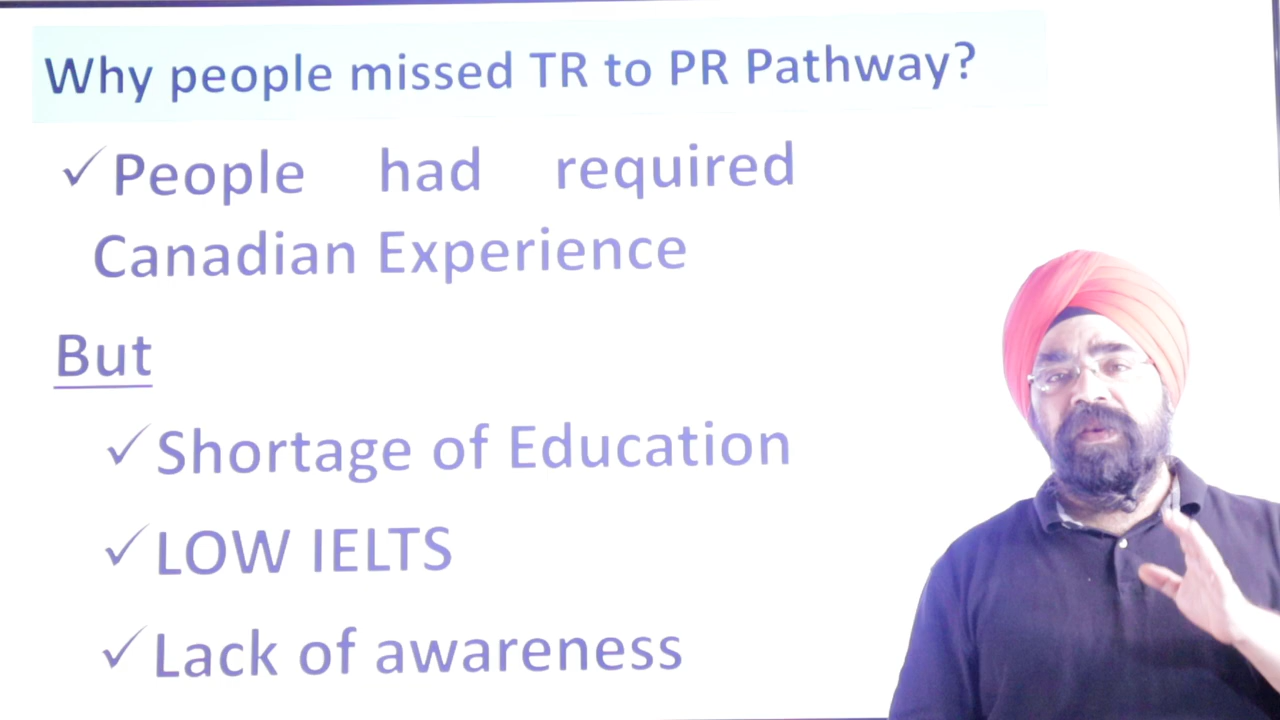 Why people missed TR to PR Pathway?
✓People had required
Canadian Experience
But
✓Shortage of Education
✓LOW IELTS
✓Lack of awareness